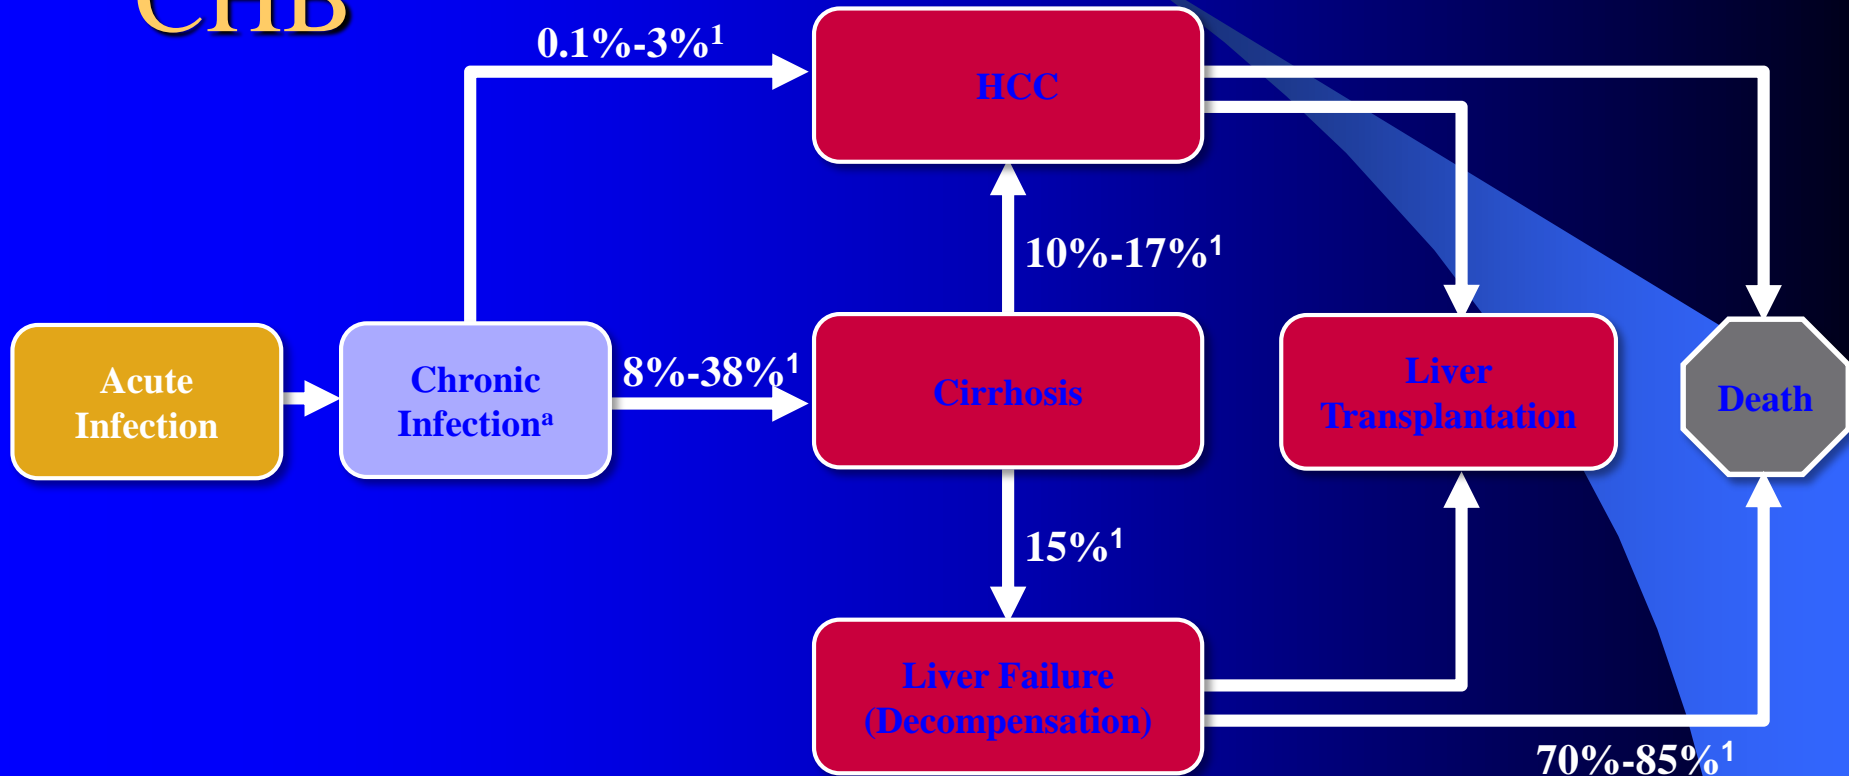 CHB
0.1%-3%¹
HCC
10%-17%¹
Acute
Infection
Chronic
Infectionᵃ
8%-38%¹
Cirrhosis
Liver
Transplantation
Death
15%¹
Liver Failure
(Decompensation)
70%-85%¹